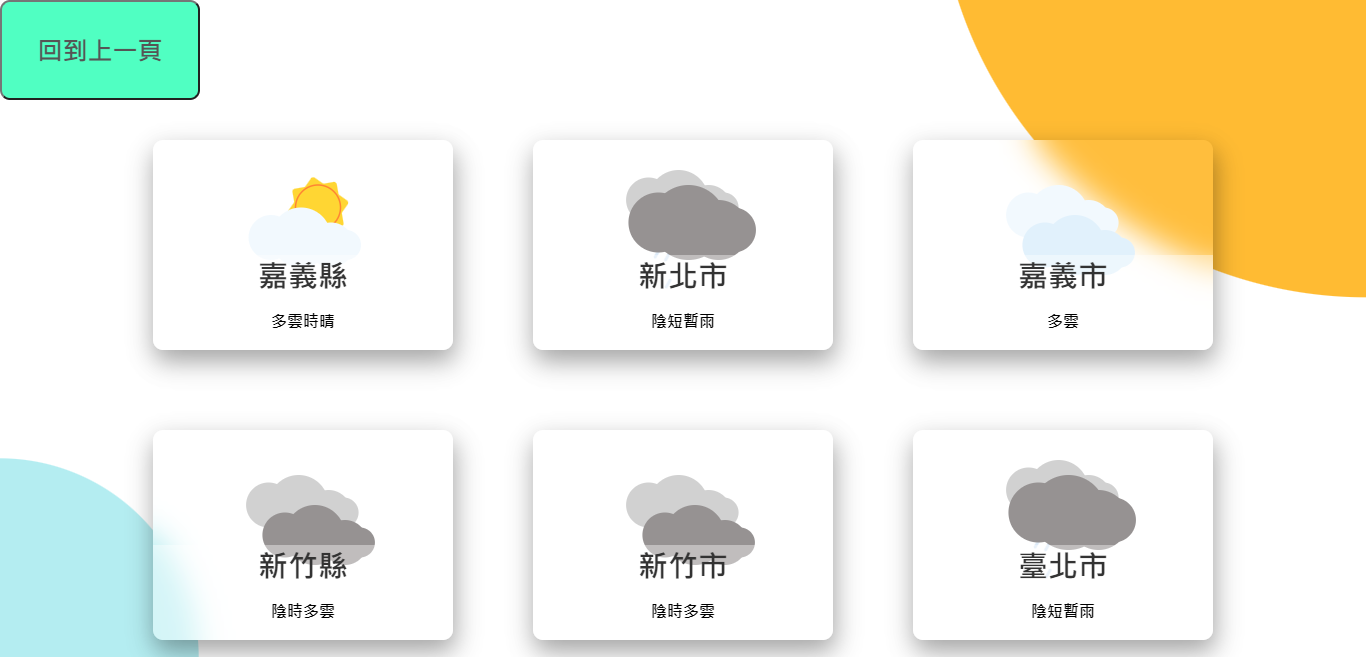 回到上一頁
嘉義縣
多雲時晴
新北市
陰短暫雨
嘉義市
多雲
新竹縣
陰時多雲
新竹市
陰時多雲
臺北市
陰短暫雨